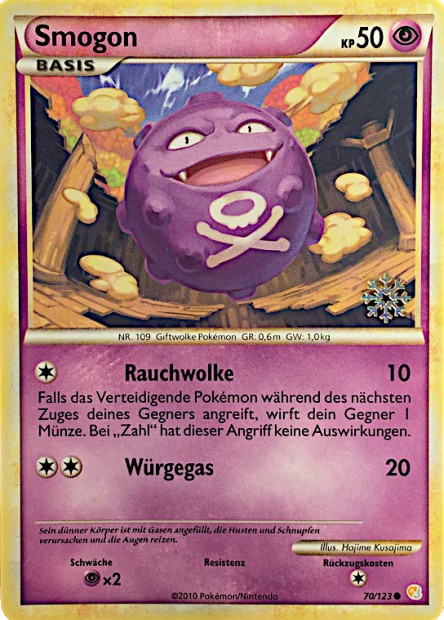 Smogon KP 50
BASIS
NR. 109 Giftwolke Pokémon GR: 0,6m GW: 1,0kg
Rauchwolke 10
Falls das Verteidigende Pokémon während des nächsten
Zuges deines Gegners angreift, wirft dein Gegner 1
Münze. Bei „Zahl“ hat dieser Angriff keine Auswirkungen.
Würgegas 20
Sein dünner Körper ist mit Gasen angefüllt, die Husten und Schnupfen
verursachen und die Augen reizen.
Illus. Hajime Kusajima
Schwäche Resistenz Rückzugskosten
×2
©2010 Pokémon/Nintendo 70/123